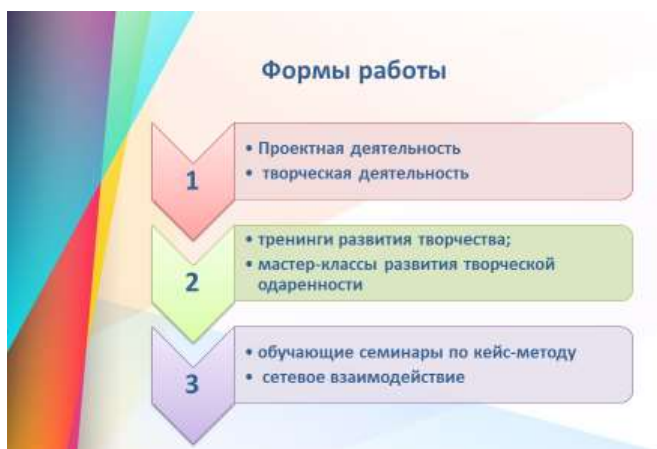 Формы работы
1
• Проектная деятельность
• творческая деятельность
2
• тренинги развития творчества;
• мастер-классы развития творческой
одаренности
3
• обучающие семинары по кейс-методу
• сетевое взаимодействие